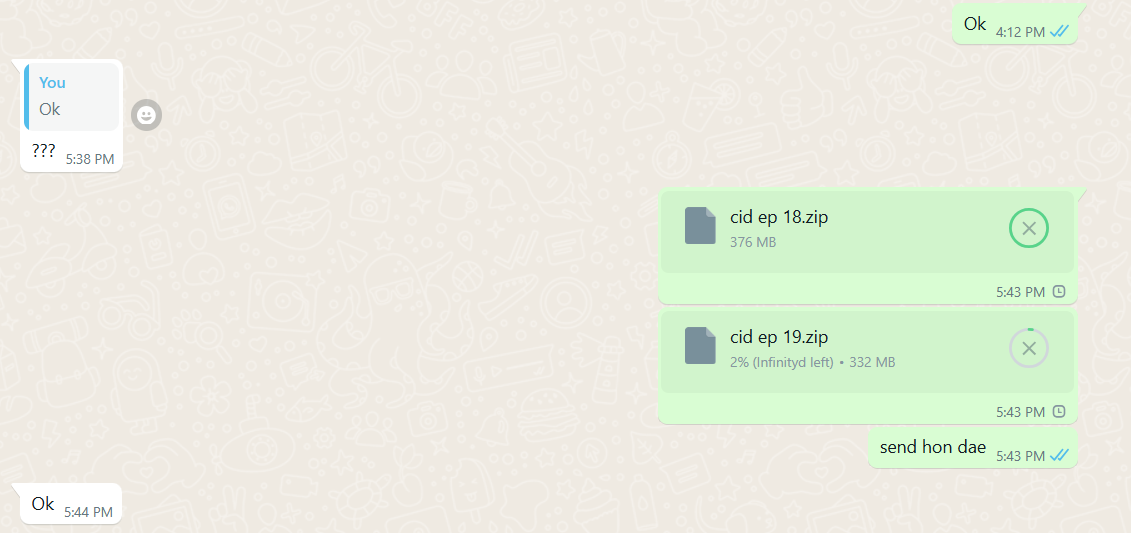 Ok 4:12 PM
You
Ok
??? 5:38 PM
cid ep 18.zip
376 MB
5:43 PM
cid ep 19.zip
2% (Infinityd left) • 332 MB
5:43 PM
send hon dae 5:43 PM
Ok 5:44 PM